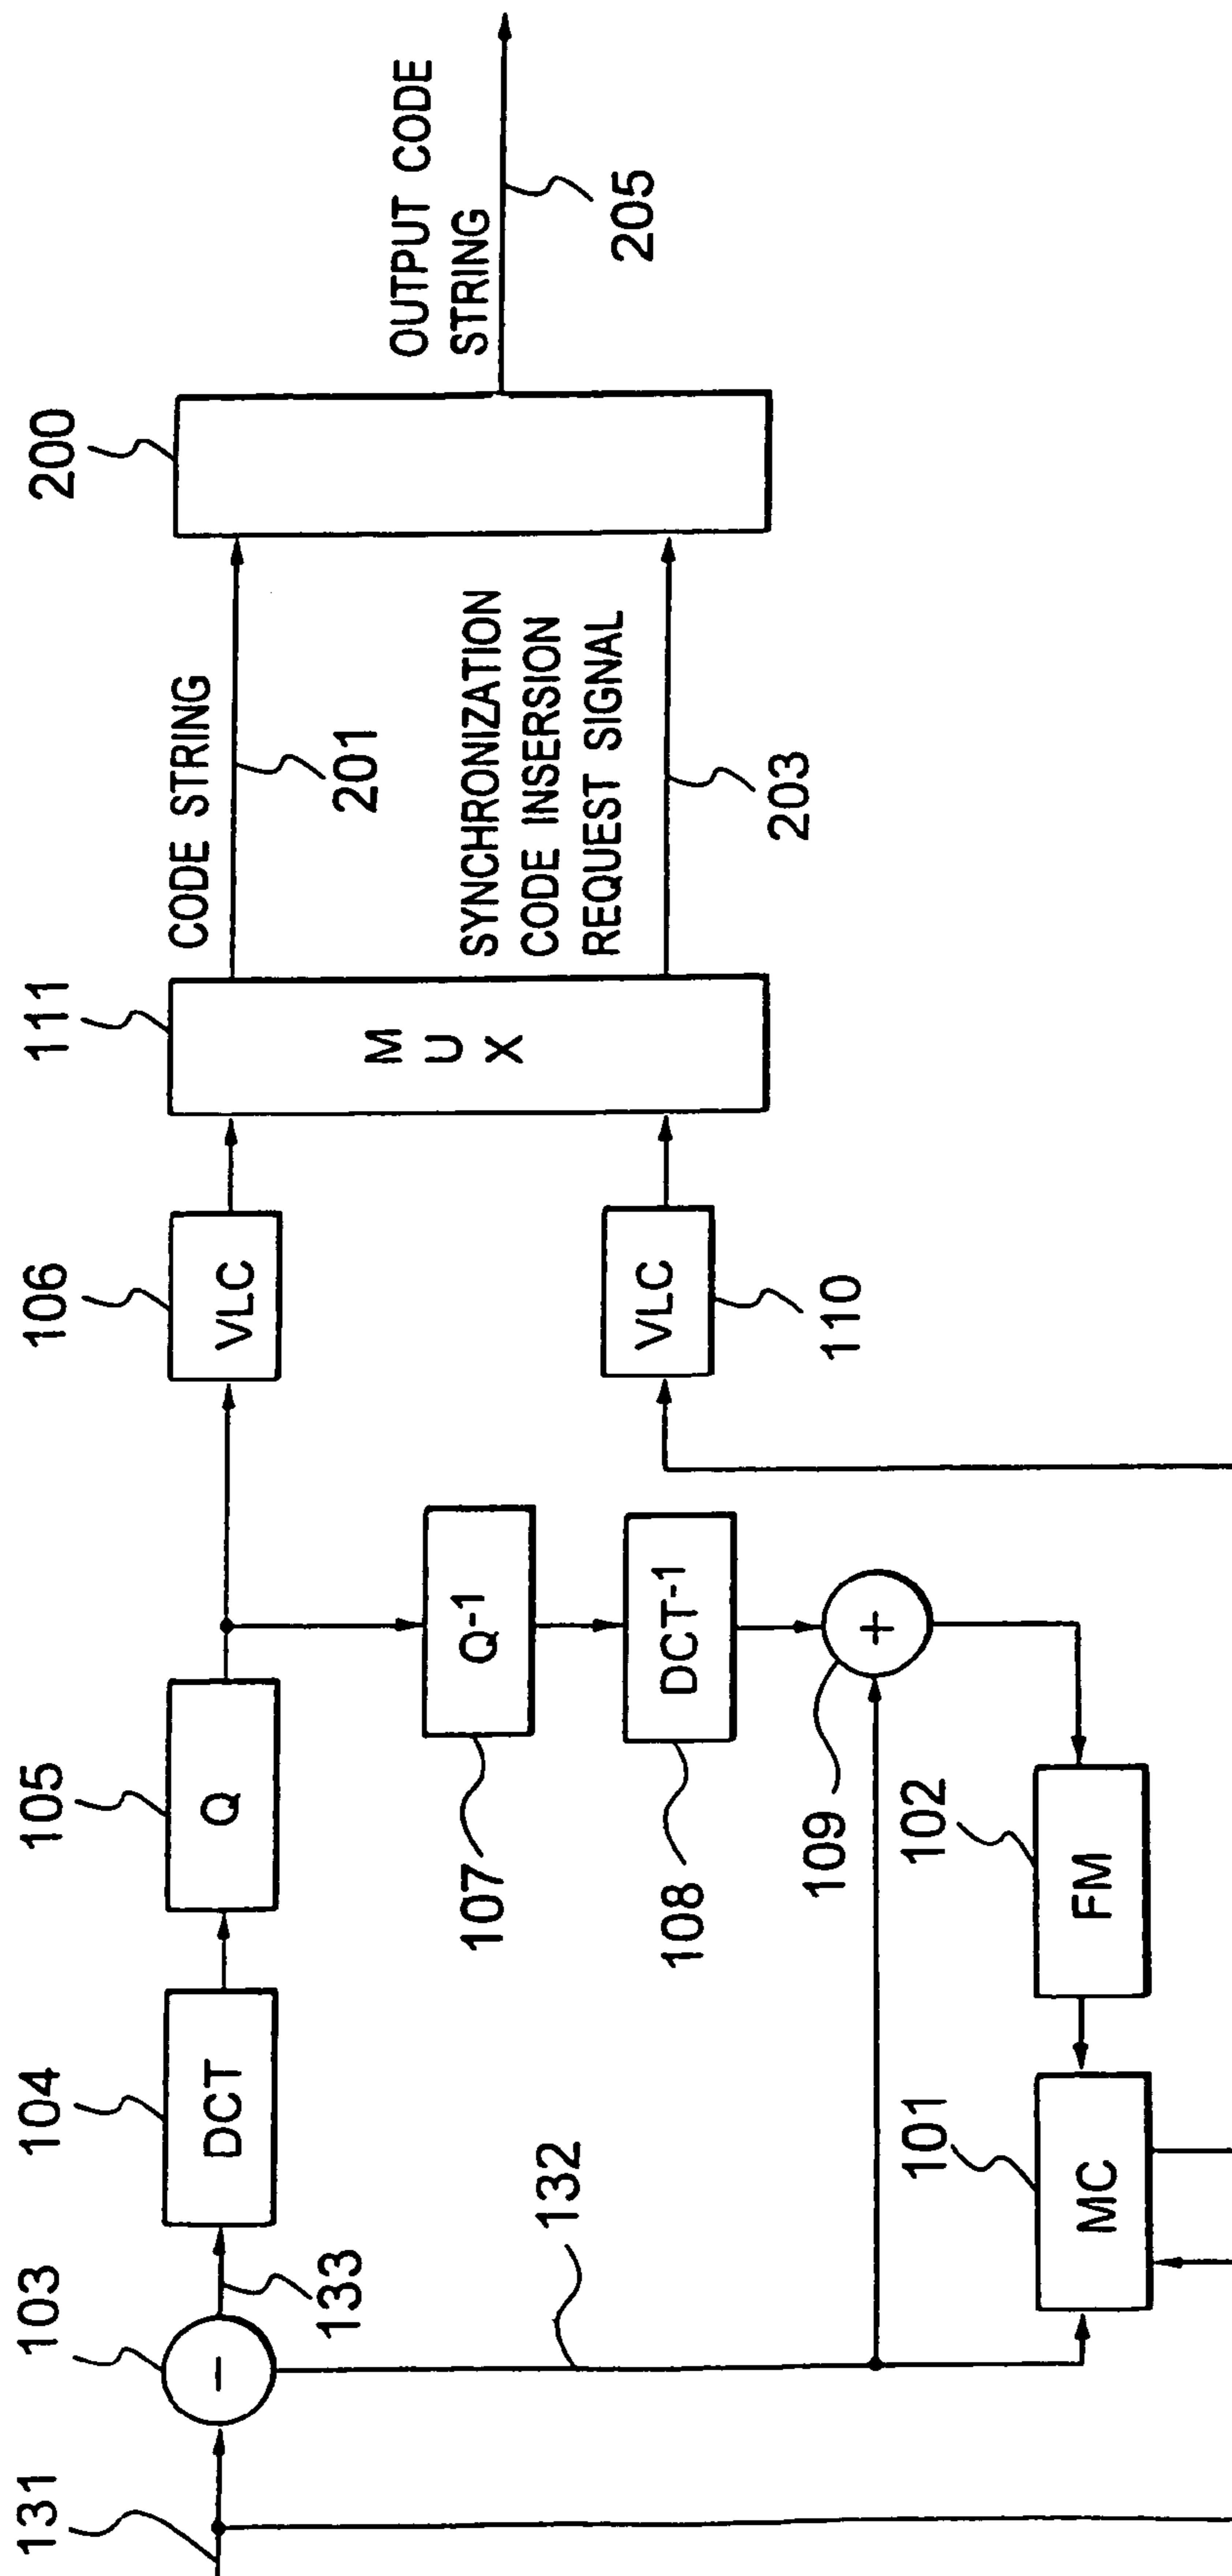 131
103
–
133
104
DCT
105
Q
106
VLC
111
M
U
X
CODE STRING
201
SYNCHRONIZATION
CODE INSERSION
REQUEST SIGNAL
203
200
OUTPUT CODE
STRING
205
132
Q-1
107
DCT-1
108
+
109
VLC
110
102
FM
101
MC